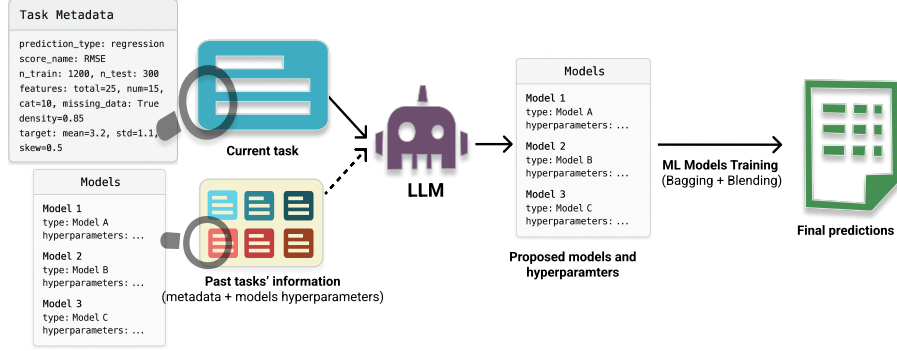 Task Metadata
prediction_type: regression
score_name: RMSE
n_train: 1200, n_test: 300
features: total=25, num=15,
cat=10, missing_data: True
density=0.85
target: mean=3.2, std=1.1,
skew=0.5
Current task
Models
Model 1
type: Model A
hyperparameters: ...
Model 2
type: Model B
hyperparameters: ...
Model 3
type: Model C
hyperparameters: ...
Past tasks' information
(metadata + models hyperparameters)
LLM
Models
Model 1
type: Model A
hyperparameters: ...
Model 2
type: Model B
hyperparameters: ...
Model 3
type: Model C
hyperparameters: ...
Proposed models and
hyperparamters
ML Models Training
(Bagging + Blending)
Final predictions